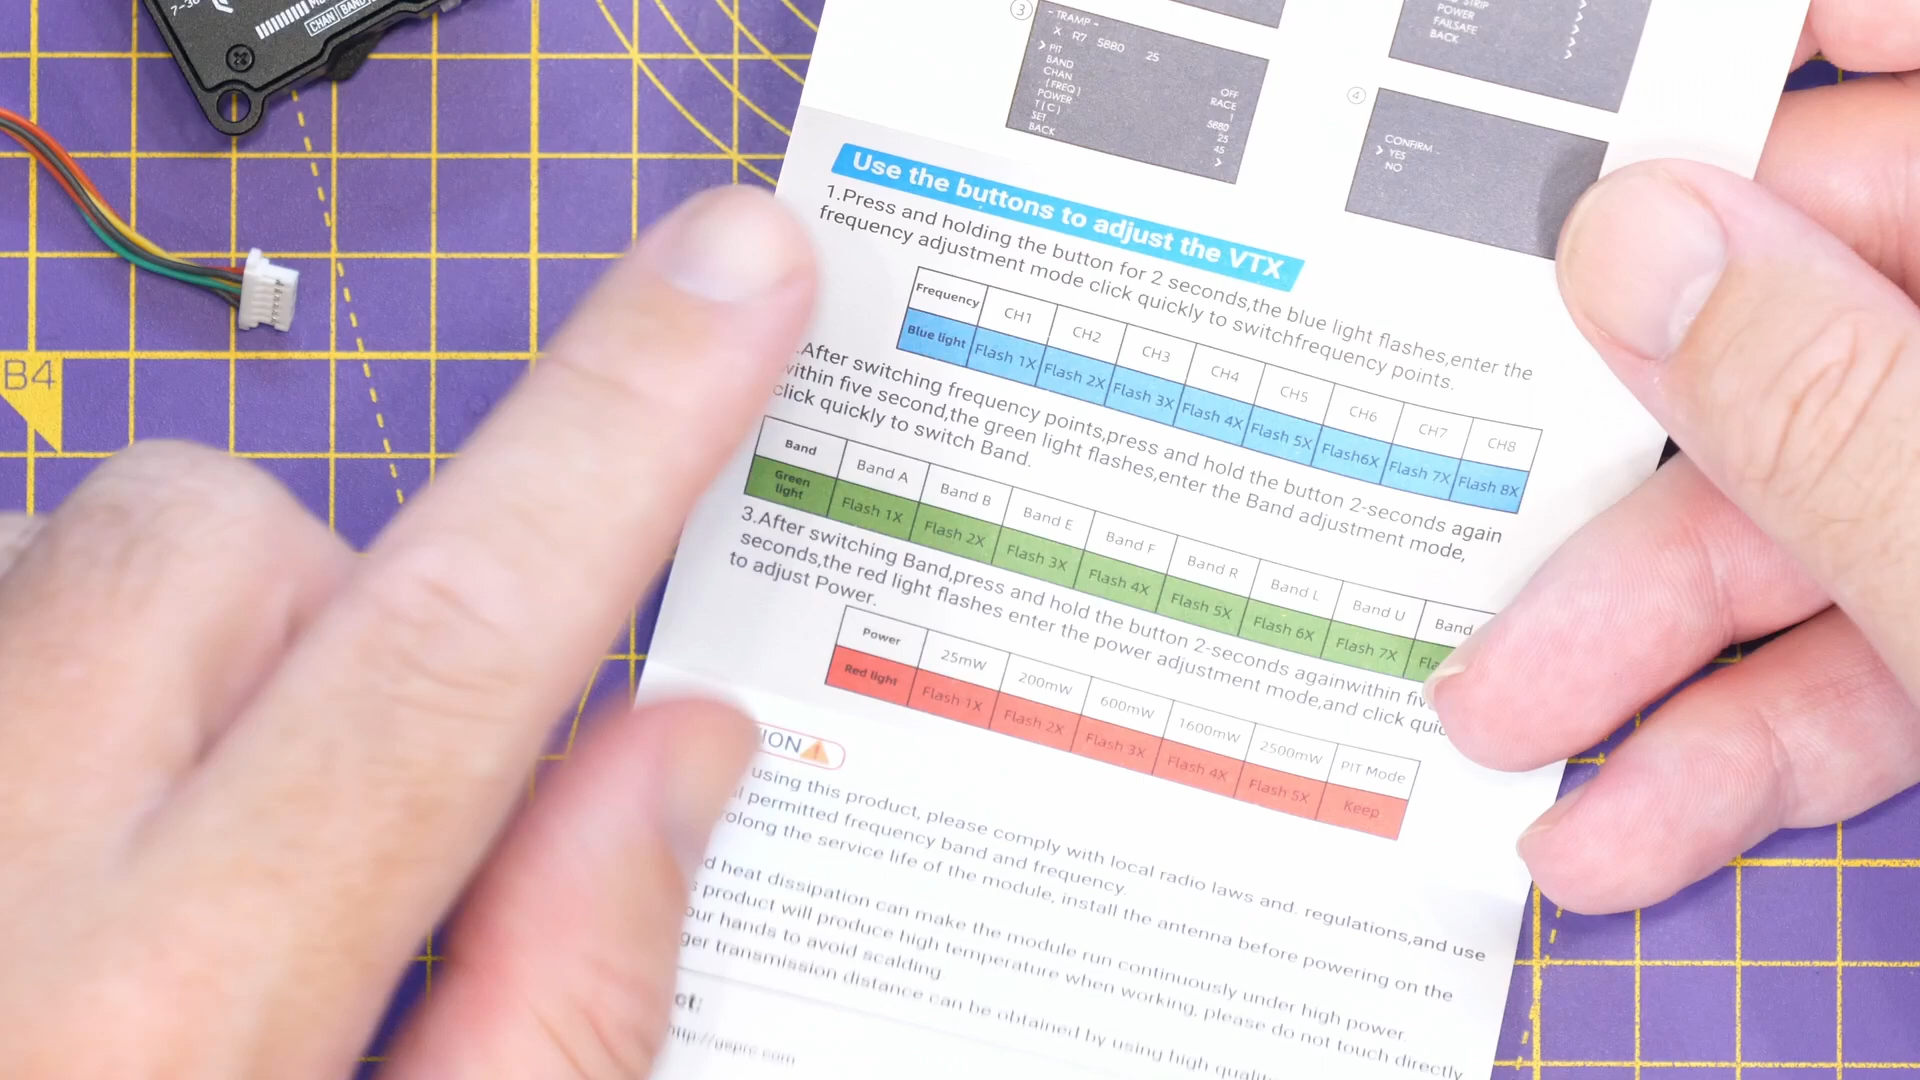 7-36
CHAN BAND
3
- TRAMP -
X R7 5880 25
> PIT OFF
BAND RACE
CHAN 1
(FREQ) 5880
POWER 25
T(C) 45
SET >
BACK
STRIP >
POWER >
FAILSAFE >
BACK >
4
CONFIRM
> YES
NO
B4
Use the buttons to adjust the VTX
1.Press and holding the button for 2 seconds,the blue light flashes,enter the
frequency adjustment mode click quickly to switchfrequency points.
Frequency CH1 CH2 CH3 CH4 CH5 CH6 CH7 CH8
Blue light Flash 1X Flash 2X Flash 3X Flash 4X Flash 5X Flash6X Flash 7X Flash 8X
.After switching frequency points,press and hold the button 2-seconds again
within five second,the green light flashes,enter the Band adjustment mode,
click quickly to switch Band.
Band Band A Band B Band E Band F Band R Band L Band U Band
Green light Flash 1X Flash 2X Flash 3X Flash 4X Flash 5X Flash 6X Flash 7X
3.After switching Band,press and hold the button 2-seconds againwithin
seconds,the red light flashes enter the power adjustment mode,and click
to adjust Power.
Power 25mW 200mW 600mW 1600mW 2500mW PIT Mode
Red light Flash 1X Flash 2X Flash 3X Flash 4X Flash 5X Keep
ION
using this product, please comply with local radio laws and. regulations,and use
permitted frequency band and frequency.
the service life of the module, install the antenna before powering on the
heat dissipation can make the module run continuously under high power.
product will produce high temperature when working, please do not touch directly
hands to avoid scalding
transmission distance can be obtained by using high
http://geprc.com